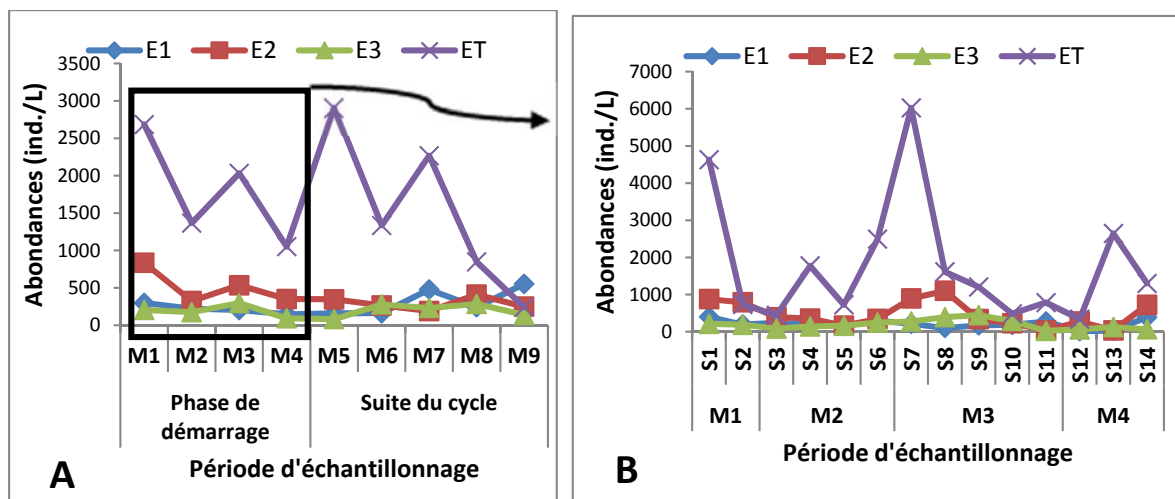 E1 E2 E3 ET
Abondances (ind./L)
3500
3000
2500
2000
1500
1000
500
0
M1 M2 M3 M4 M5 M6 M7 M8 M9
Phase de
démarrage
Suite du cycle
Période d'échantillonnage
A
E1 E2 E3 ET
Abondances (ind./L)
7000
6000
5000
4000
3000
2000
1000
0
S1 S2 S3 S4 S5 S6 S7 S8 S9 S10 S11 S12 S13 S14
M1 M2 M3 M4
Période d'échantillonnage
B